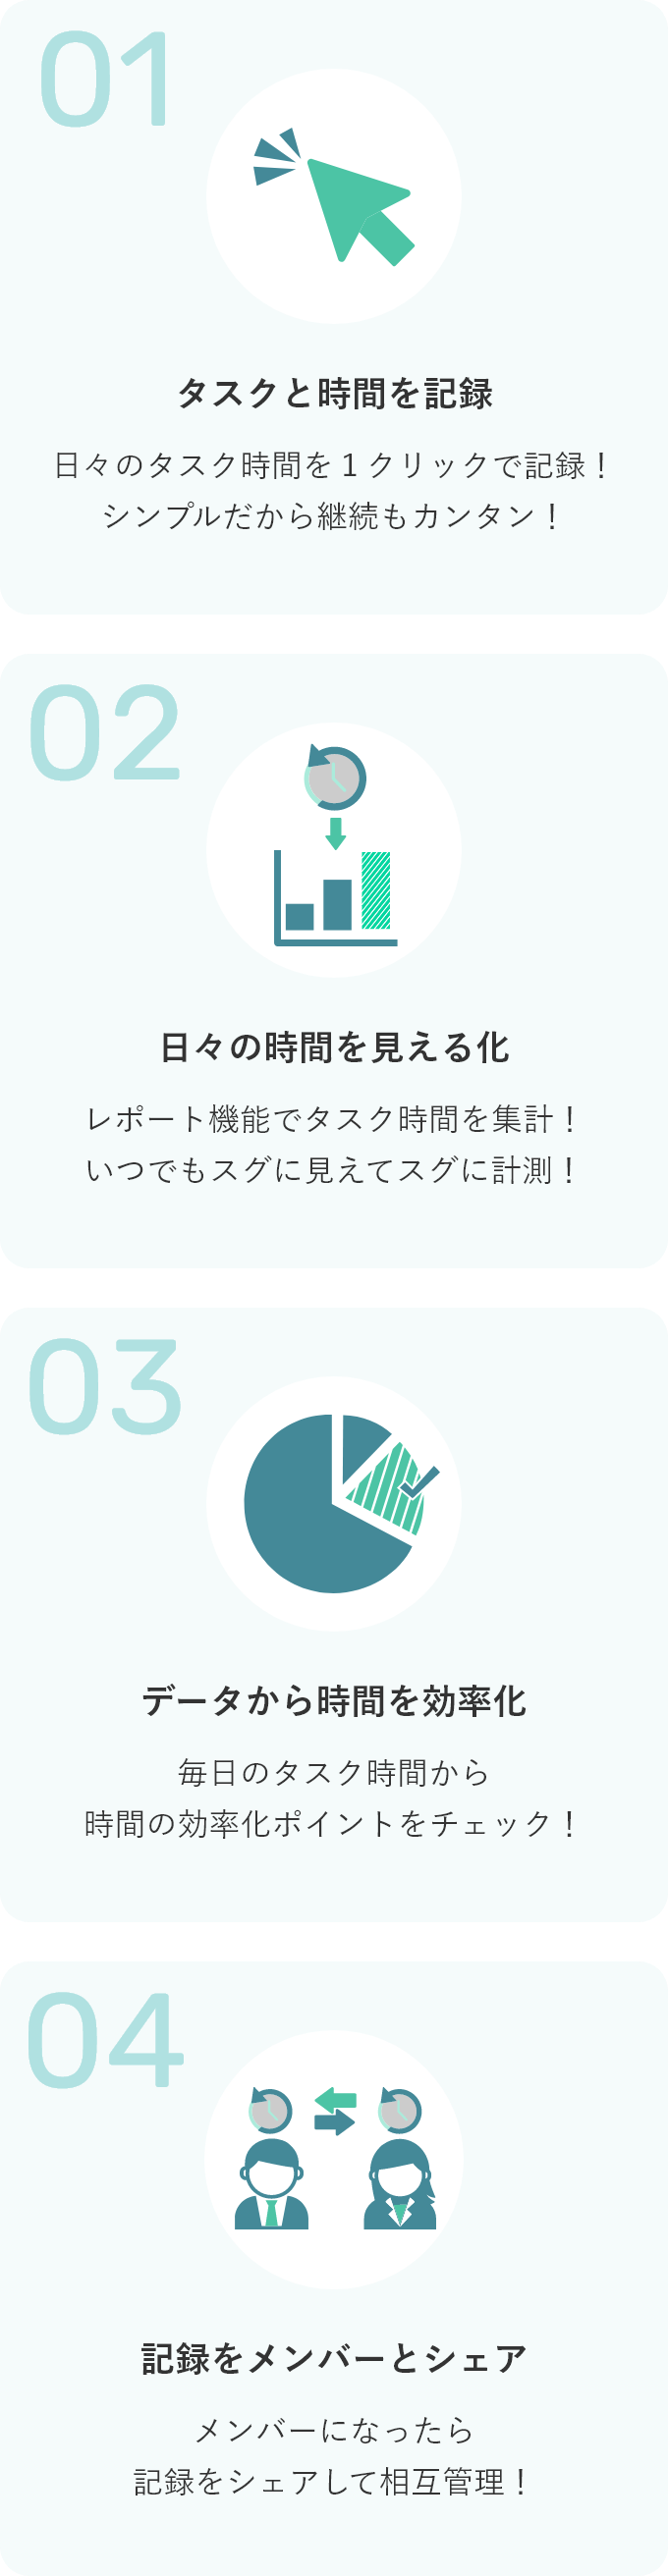 01
タスクと時間を記録
日々のタスク時間を1クリックで記録！
シンプルだから継続もカンタン！
02
日々の時間を見える化
レポート機能でタスク時間を集計！
いつでもスグに見えてスグに計測！
03
データから時間を効率化
毎日のタスク時間から
時間の効率化ポイントをチェック！
04
記録をメンバーとシェア
メンバーになったら
記録をシェアして相互管理！